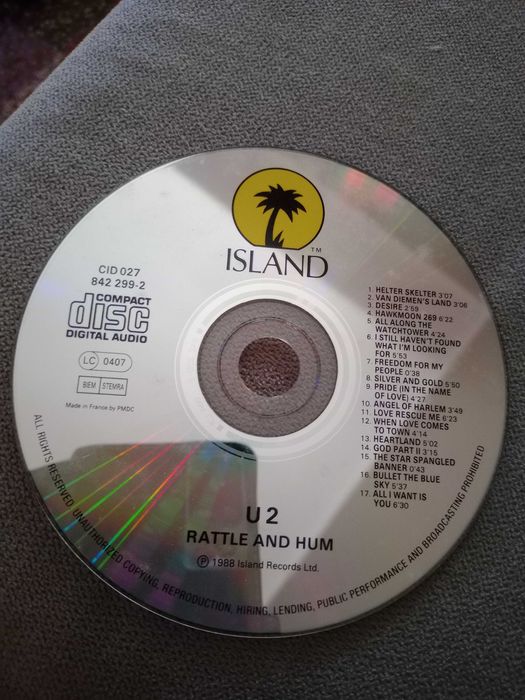 TM
ISLAND
CID 027
842 299-2
COMPACT
disc
DIGITAL AUDIO
LC 0407
BIEM STEMRA
Made in France by PMDC
1. HELTER SKELTER 3'07
2. VAN DIEMEN'S LAND 3'06
3. DESIRE 2'59
4. HAWKMOON 269 6'22
5. ALL ALONG THE
WATCHTOWER 4'24
6. I STILL HAVEN'T FOUND
WHAT I'M LOOKING
FOR 5'53
7. FREEDOM FOR MY
PEOPLE 0'38
8. SILVER AND GOLD 5'50
9. PRIDE (IN THE NAME
OF LOVE) 4'27
10. ANGEL OF HARLEM 3'49
11. LOVE RESCUE ME 6'23
12. WHEN LOVE COMES
TO TOWN 4'14
13. HEARTLAND 5'02
14. GOD PART II 3'15
15. THE STAR SPANGLED
BANNER 0'43
16. BULLET THE BLUE
SKY 5'37
17. ALL I WANT IS
YOU 6'30
U2
RATTLE AND HUM
℗ 1988 Island Records Ltd.
ALL RIGHTS RESERVED. UNAUTHORIZED COPYING, REPRODUCTION, HIRING, LENDING, PUBLIC PERFORMANCE AND BROADCASTING PROHIBITED